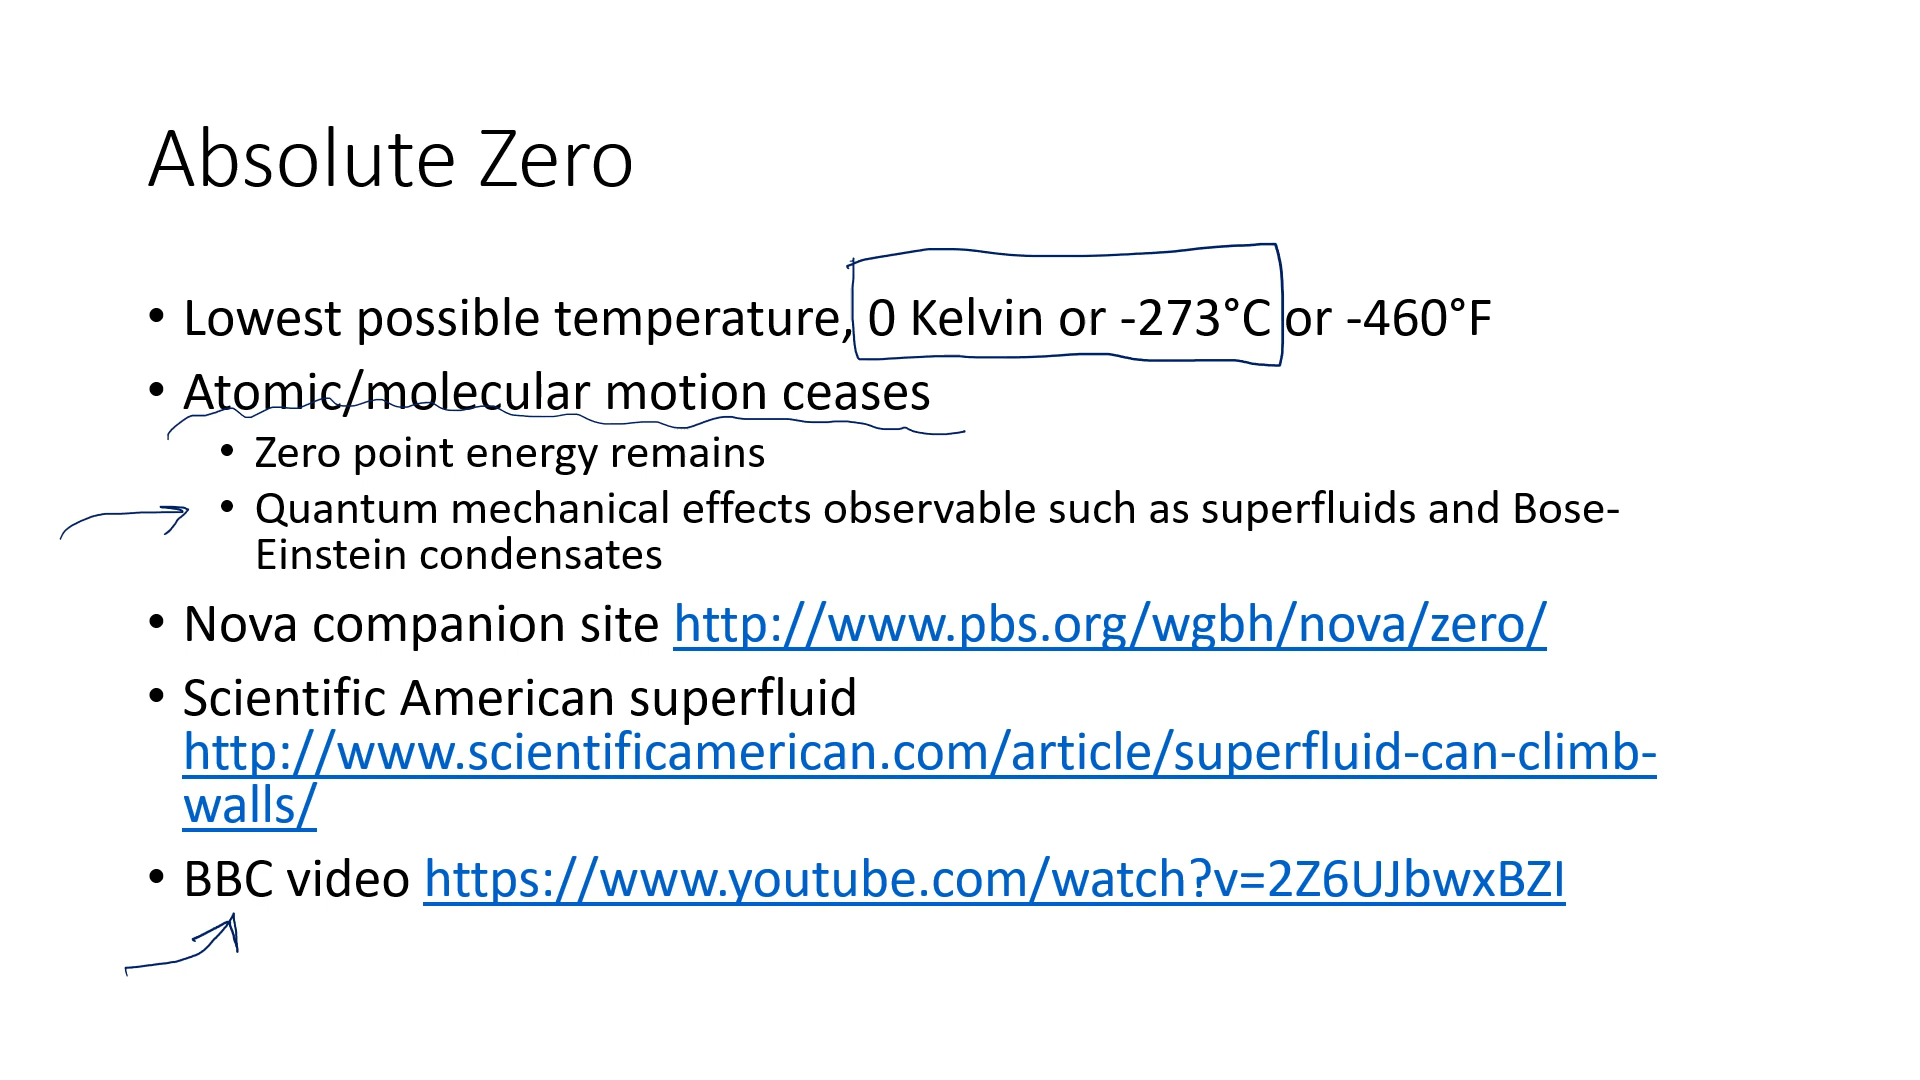 Absolute Zero
• Lowest possible temperature, 0 Kelvin or -273°C or -460°F
• Atomic/molecular motion ceases
• Zero point energy remains
• Quantum mechanical effects observable such as superfluids and Bose-
Einstein condensates
• Nova companion site http://www.pbs.org/wgbh/nova/zero/
• Scientific American superfluid
http://www.scientificamerican.com/article/superfluid-can-climb-
walls/
• BBC video https://www.youtube.com/watch?v=2Z6UJbwxBZI